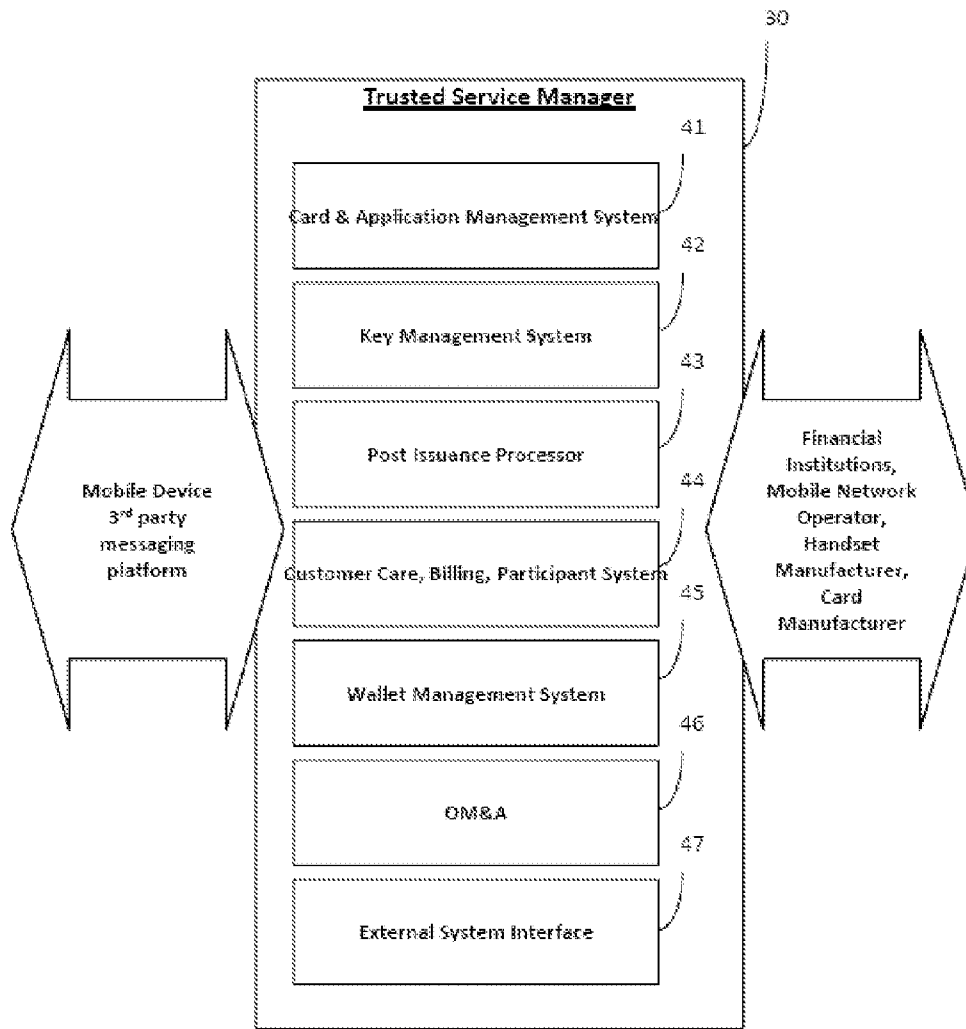 30
Trusted Service Manager
41
Card & Application Management System
42
Key Management System
43
Post Issuance Processor
44
Customer Care, Billing, Participant System
45
Wallet Management System
46
OM&A
47
External System Interface
Mobile Device
3rd party
messaging
platform
Financial
Institutions,
Mobile Network
Operator,
Handset
Manufacturer,
Card
Manufacturer